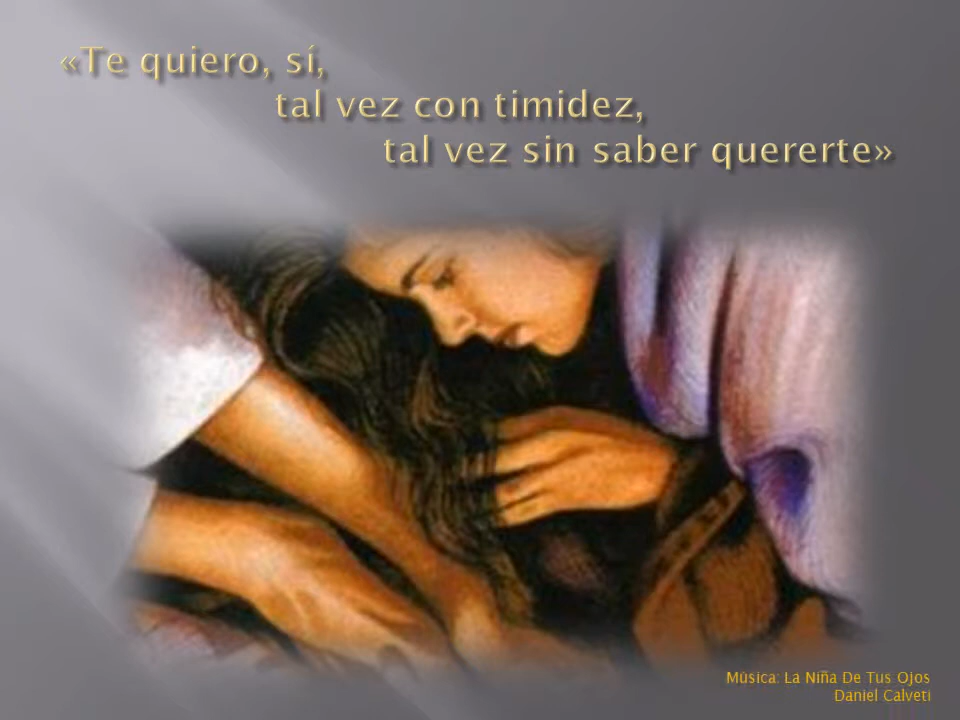 «Te quiero, sí,
tal vez con timidez,
tal vez sin saber quererte»
Mùsica: La Niña De Tus Ojos
Daniel Calveti